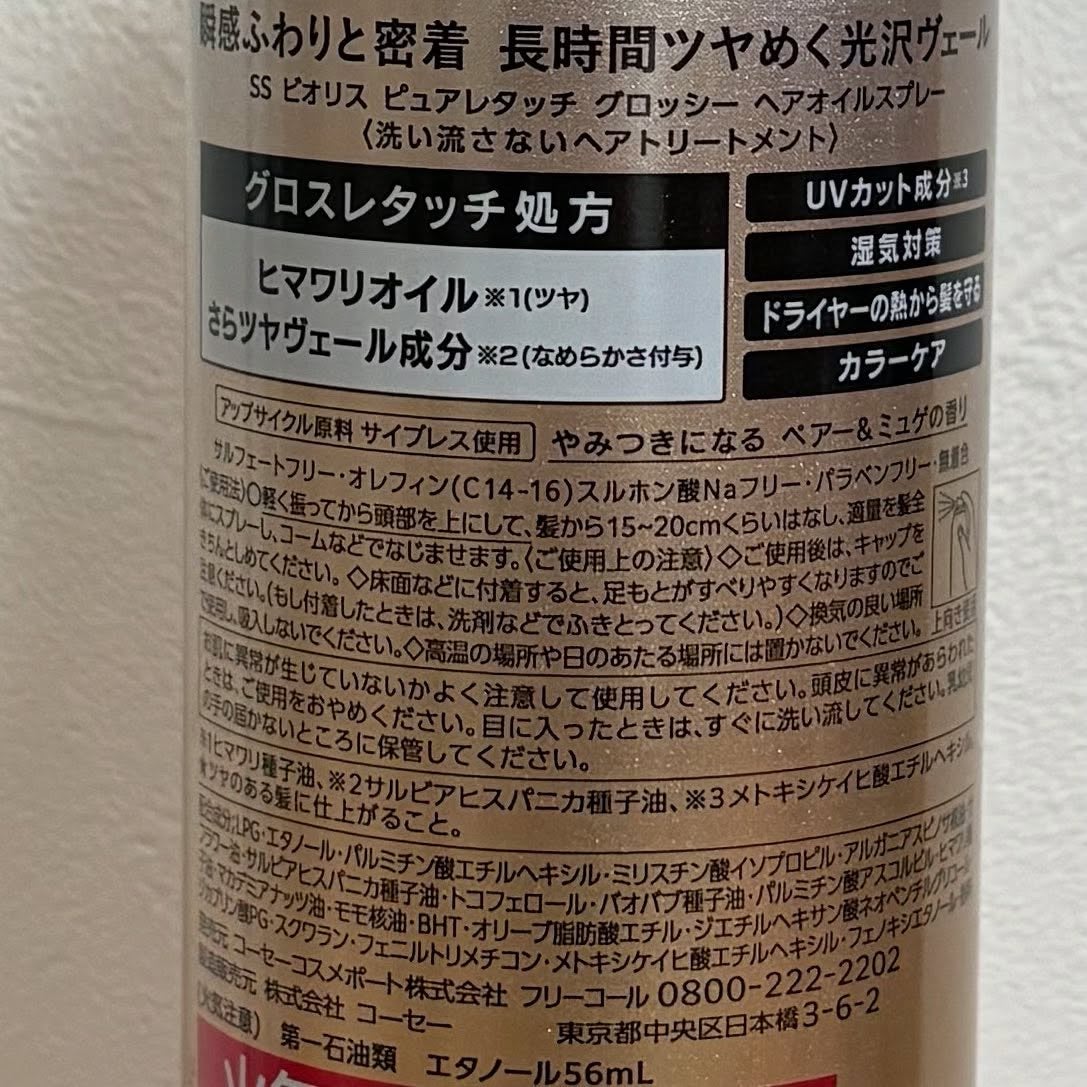 瞬感ふわりと密着 長時間ツヤめく光沢ヴェール
SS ビオリス ピュアレタッチ グロッシー ヘアオイルスプレー
〈洗い流さないヘアトリートメント〉
グロスレタッチ処方
ヒマワリオイル※1(ツヤ)
さらツヤヴェール成分※2(なめらかさ付与)
UVカット成分※3
湿気対策
ドライヤーの熱から髪を守る
カラーケア
アップサイクル原料 サイプレス使用
やみつきになる ペアー&ミュゲの香り
サルフェートフリー・オレフィン(C14-16)スルホン酸Naフリー・パラベンフリー・無着色
〈ご使用法〉〇軽く振ってから頭部を上にして、髪から15~20cmくらいはなし、適量を髪全
体にスプレーし、コームなどでなじませます。〈ご使用上の注意〉◇ご使用後は、キャップを
きちんとしめてください。◇床面などに付着すると、足もとがすべりやすくなりますのでご
注意ください。(もし付着したときは、洗剤などでふきとってください。)◇換気の良い場所
で使用し、吸入しないでください。◇高温の場所や日のあたる場所には置かないでください。
上向き
お肌に異常が生じていないかよく注意して使用してください。頭皮に異常があらわれた
ときは、ご使用をおやめください。目に入ったときは、すぐに洗い流してください。乳幼児
の手の届かないところに保管してください。
※1ヒマワリ種子油、※2サルビアヒスパニカ種子油、※3メトキシケイヒ酸エチルヘキシル
★ツヤのある髪に仕上がること。
配合成分:LPG・エタノール・パルミチン酸エチルヘキシル・ミリスチン酸イソプロピル・アルガニアスピノサ核油・
フラワー油・サルビアヒスパニカ種子油・トコフェロール・バオバブ種子油・パルミチン酸アスコルビル・ヒマワリ種
子油・マカデミアナッツ油・モモ核油・BHT・オリーブ脂肪酸エチル・ジエチルヘキサン酸ネオペンチルグリコール・
ジカプリン酸PG・スクワラン・フェニルトリメチコン・メトキシケイヒ酸エチルヘキシル・フェノキシエタノール・
発売元 コーセーコスメポート株式会社 フリーコール 0800-222-2202
製造販売元 株式会社 コーセー 東京都中央区日本橋3-6-2
(火気注意) 第一石油類 エタノール56mL